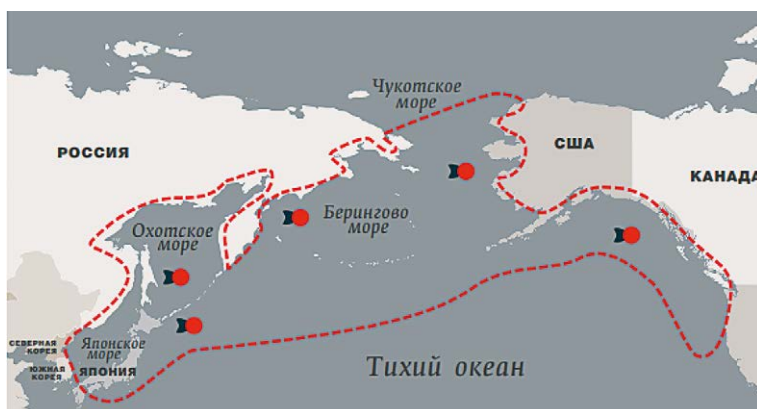 Чукотское
море
РОССИЯ
США
КАНАДА
Охотское
море
Берингово
море
Японское
море
СЕВЕРНАЯ
КОРЕЯ
ЮЖНАЯ
КОРЕЯ
ЯПОНИЯ
Тихий океан